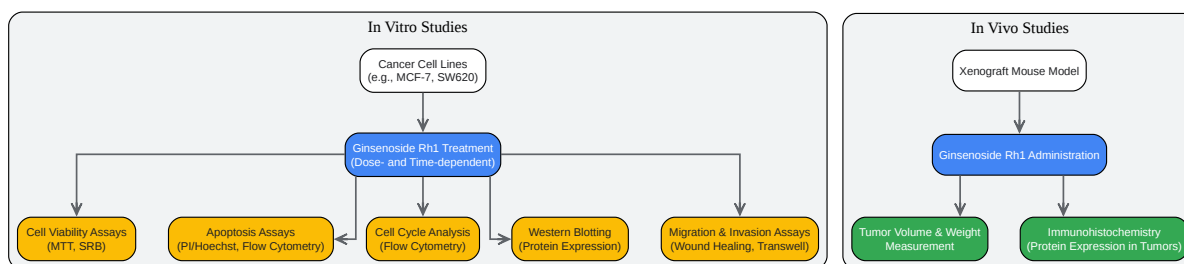 In Vitro Studies
Cancer Cell Lines
(e.g., MCF-7, SW620)
Ginsenoside Rh1 Treatment
(Dose- and Time-dependent)
Cell Viability Assays
(MTT, SRB)
Apoptosis Assays
(PI/Hoechst, Flow Cytometry)
Cell Cycle Analysis
(Flow Cytometry)
Western Blotting
(Protein Expression)
Migration & Invasion Assays
(Wound Healing, Transwell)
In Vivo Studies
Xenograft Mouse Model
Ginsenoside Rh1 Administration
Tumor Volume & Weight
Measurement
Immunohistochemistry
(Protein Expression in Tumors)